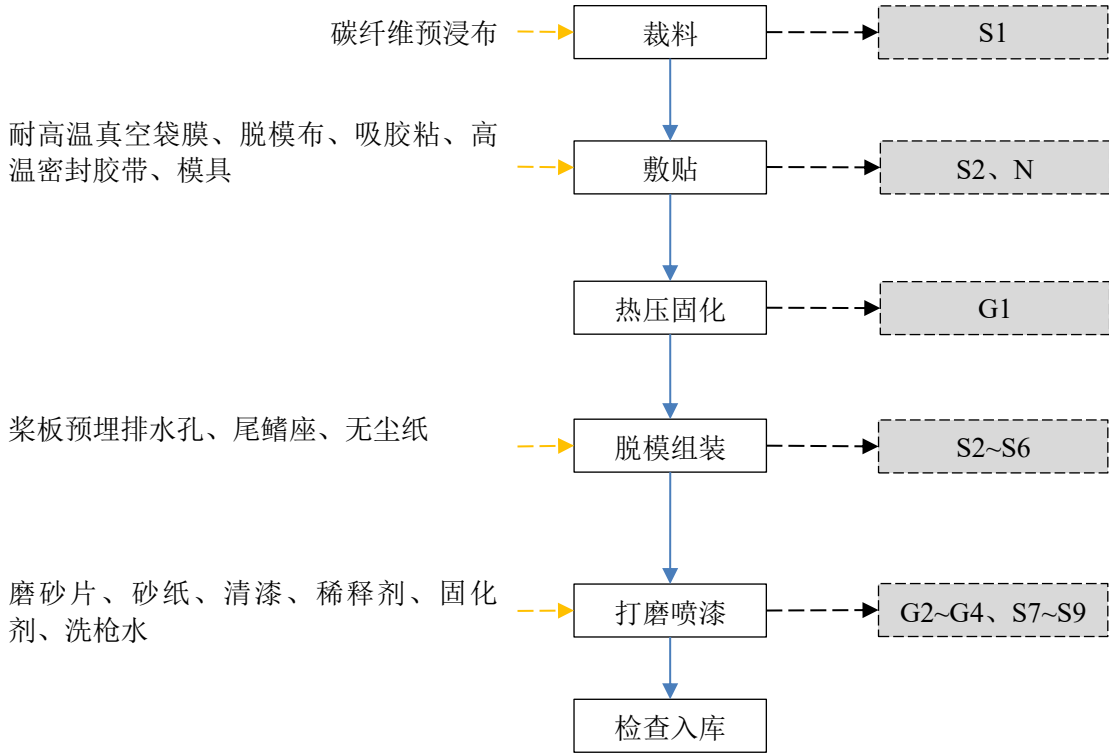 碳纤维预浸布
裁料
S1
耐高温真空袋膜、脱模布、吸胶粘、高
温密封胶带、模具
敷贴
S2、N
热压固化
G1
桨板预埋排水孔、尾鳍座、无尘纸
脱模组装
S2~S6
磨砂片、砂纸、清漆、稀释剂、固化
剂、洗枪水
打磨喷漆
G2~G4、S7~S9
检查入库